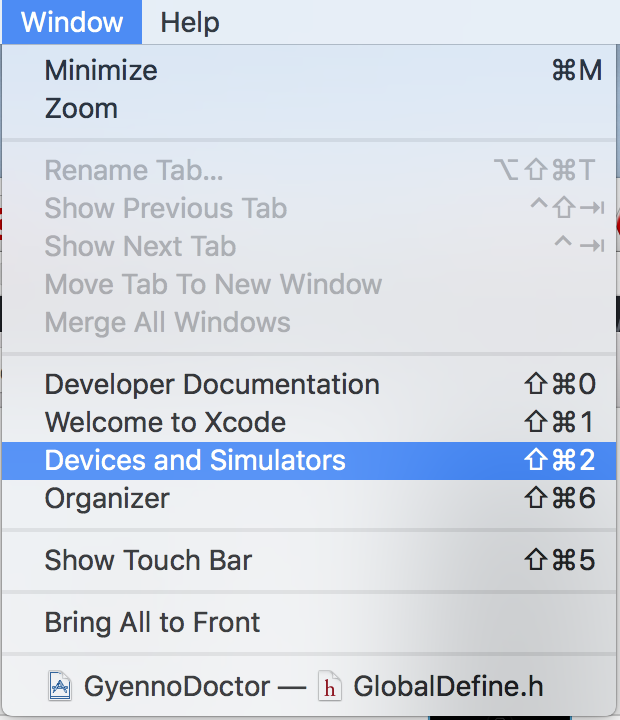 Window Help
Minimize ⌘M
Zoom
Rename Tab... ⌥⇧⌘T
Show Previous Tab ^⇧⇥
Show Next Tab ^⇥
Move Tab To New Window
Merge All Windows
Developer Documentation ⇧⌘0
Welcome to Xcode ⇧⌘1
Devices and Simulators ⇧⌘2
Organizer ⇧⌘6
Show Touch Bar ⇧⌘5
Bring All to Front
GyennoDoctor — h GlobalDefine.h